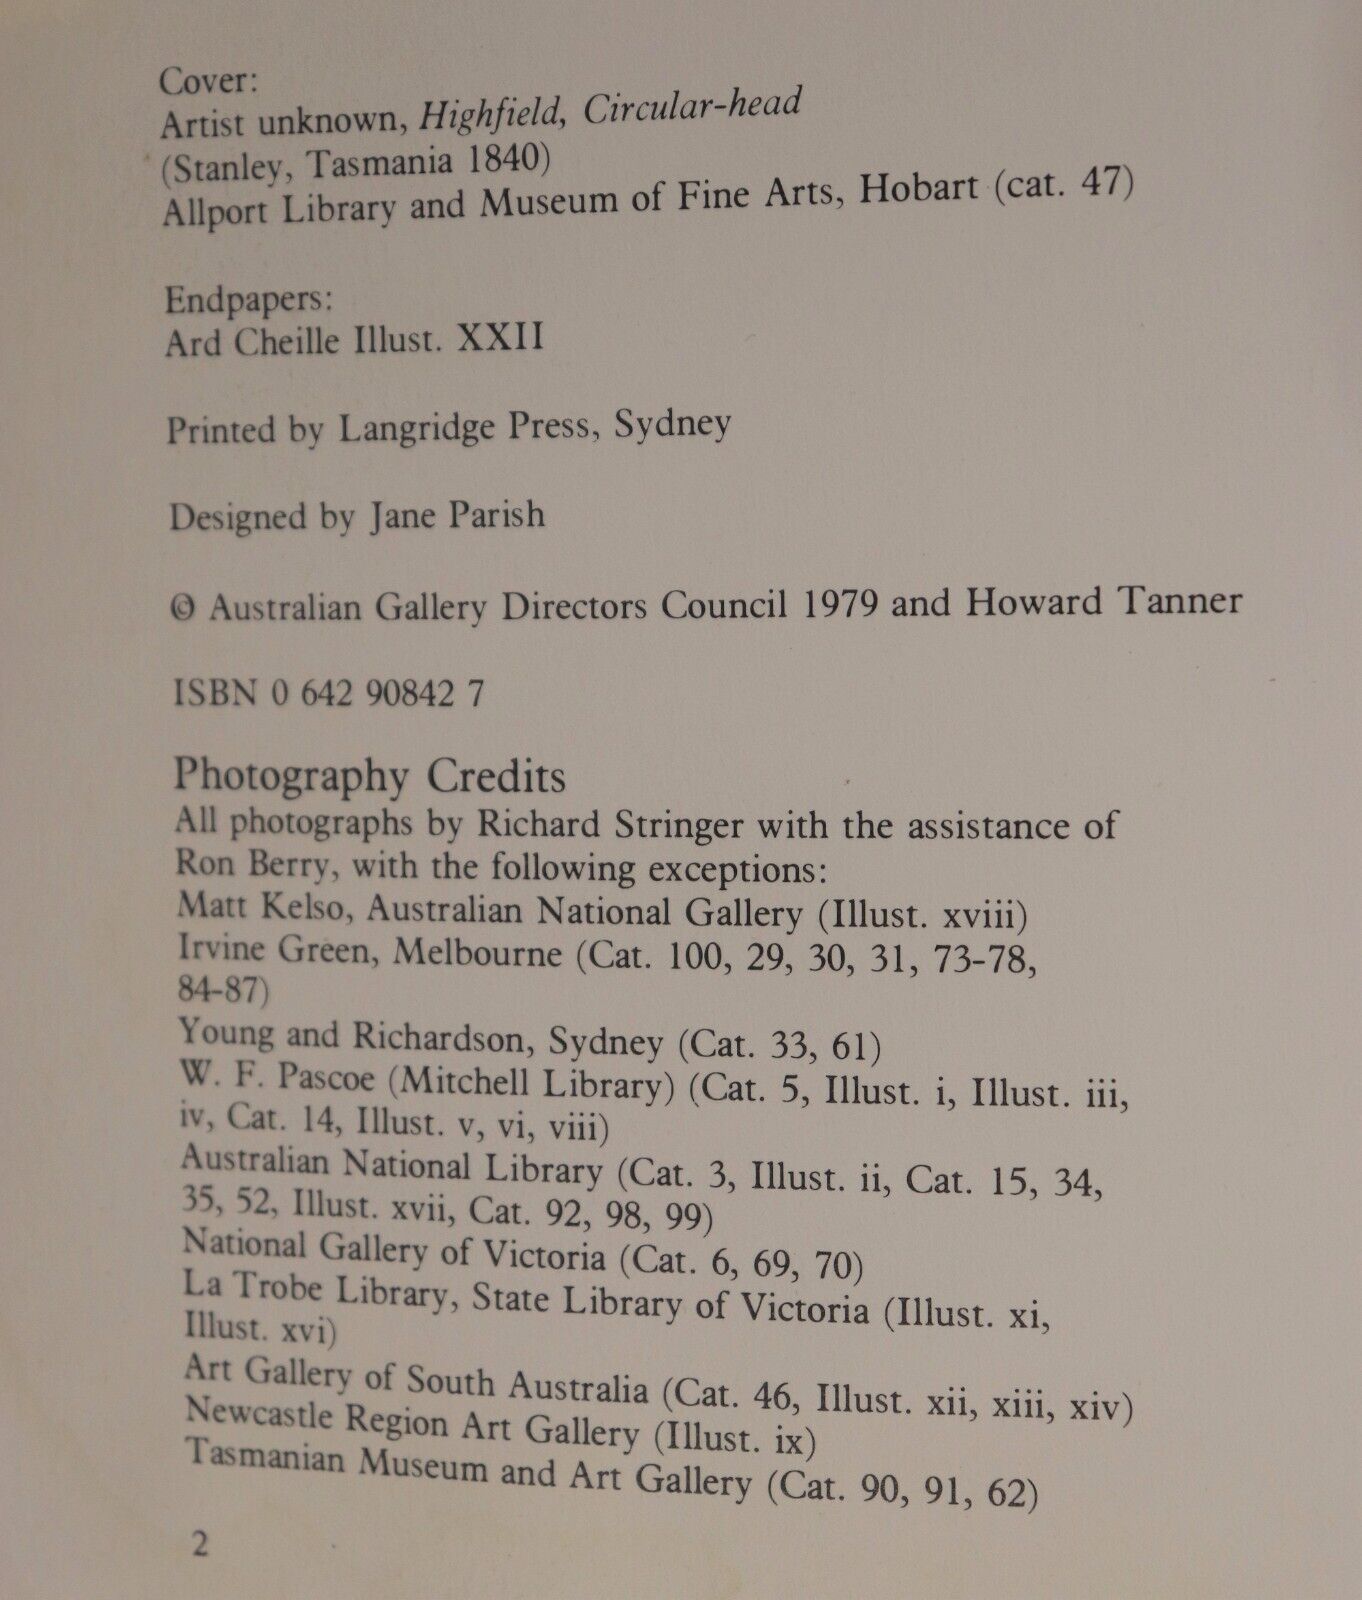 Cover:
Artist unknown, Highfield, Circular-head
(Stanley, Tasmania 1840)
Allport Library and Museum of Fine Arts, Hobart (cat. 47)
Endpapers:
Ard Cheille Illust. XXII
Printed by Langridge Press, Sydney
Designed by Jane Parish
© Australian Gallery Directors Council 1979 and Howard Tanner
ISBN 0 642 90842 7
Photography Credits
All photographs by Richard Stringer with the assistance of
Ron Berry, with the following exceptions:
Matt Kelso, Australian National Gallery (Illust. xviii)
Irvine Green, Melbourne (Cat. 100, 29, 30, 31, 73-78,
84-87)
Young and Richardson, Sydney (Cat. 33, 61)
W. F. Pascoe (Mitchell Library) (Cat. 5, Illust. i, Illust. iii,
iv, Cat. 14, Illust. v, vi, viii)
Australian National Library (Cat. 3, Illust. ii, Cat. 15, 34,
35, 52, Illust. xvii, Cat. 92, 98, 99)
National Gallery of Victoria (Cat. 6, 69, 70)
La Trobe Library, State Library of Victoria (Illust. xi,
Illust. xvi)
Art Gallery of South Australia (Cat. 46, Illust. xii, xiii, xiv)
Newcastle Region Art Gallery (Illust. ix)
Tasmanian Museum and Art Gallery (Cat. 90, 91, 62)
2